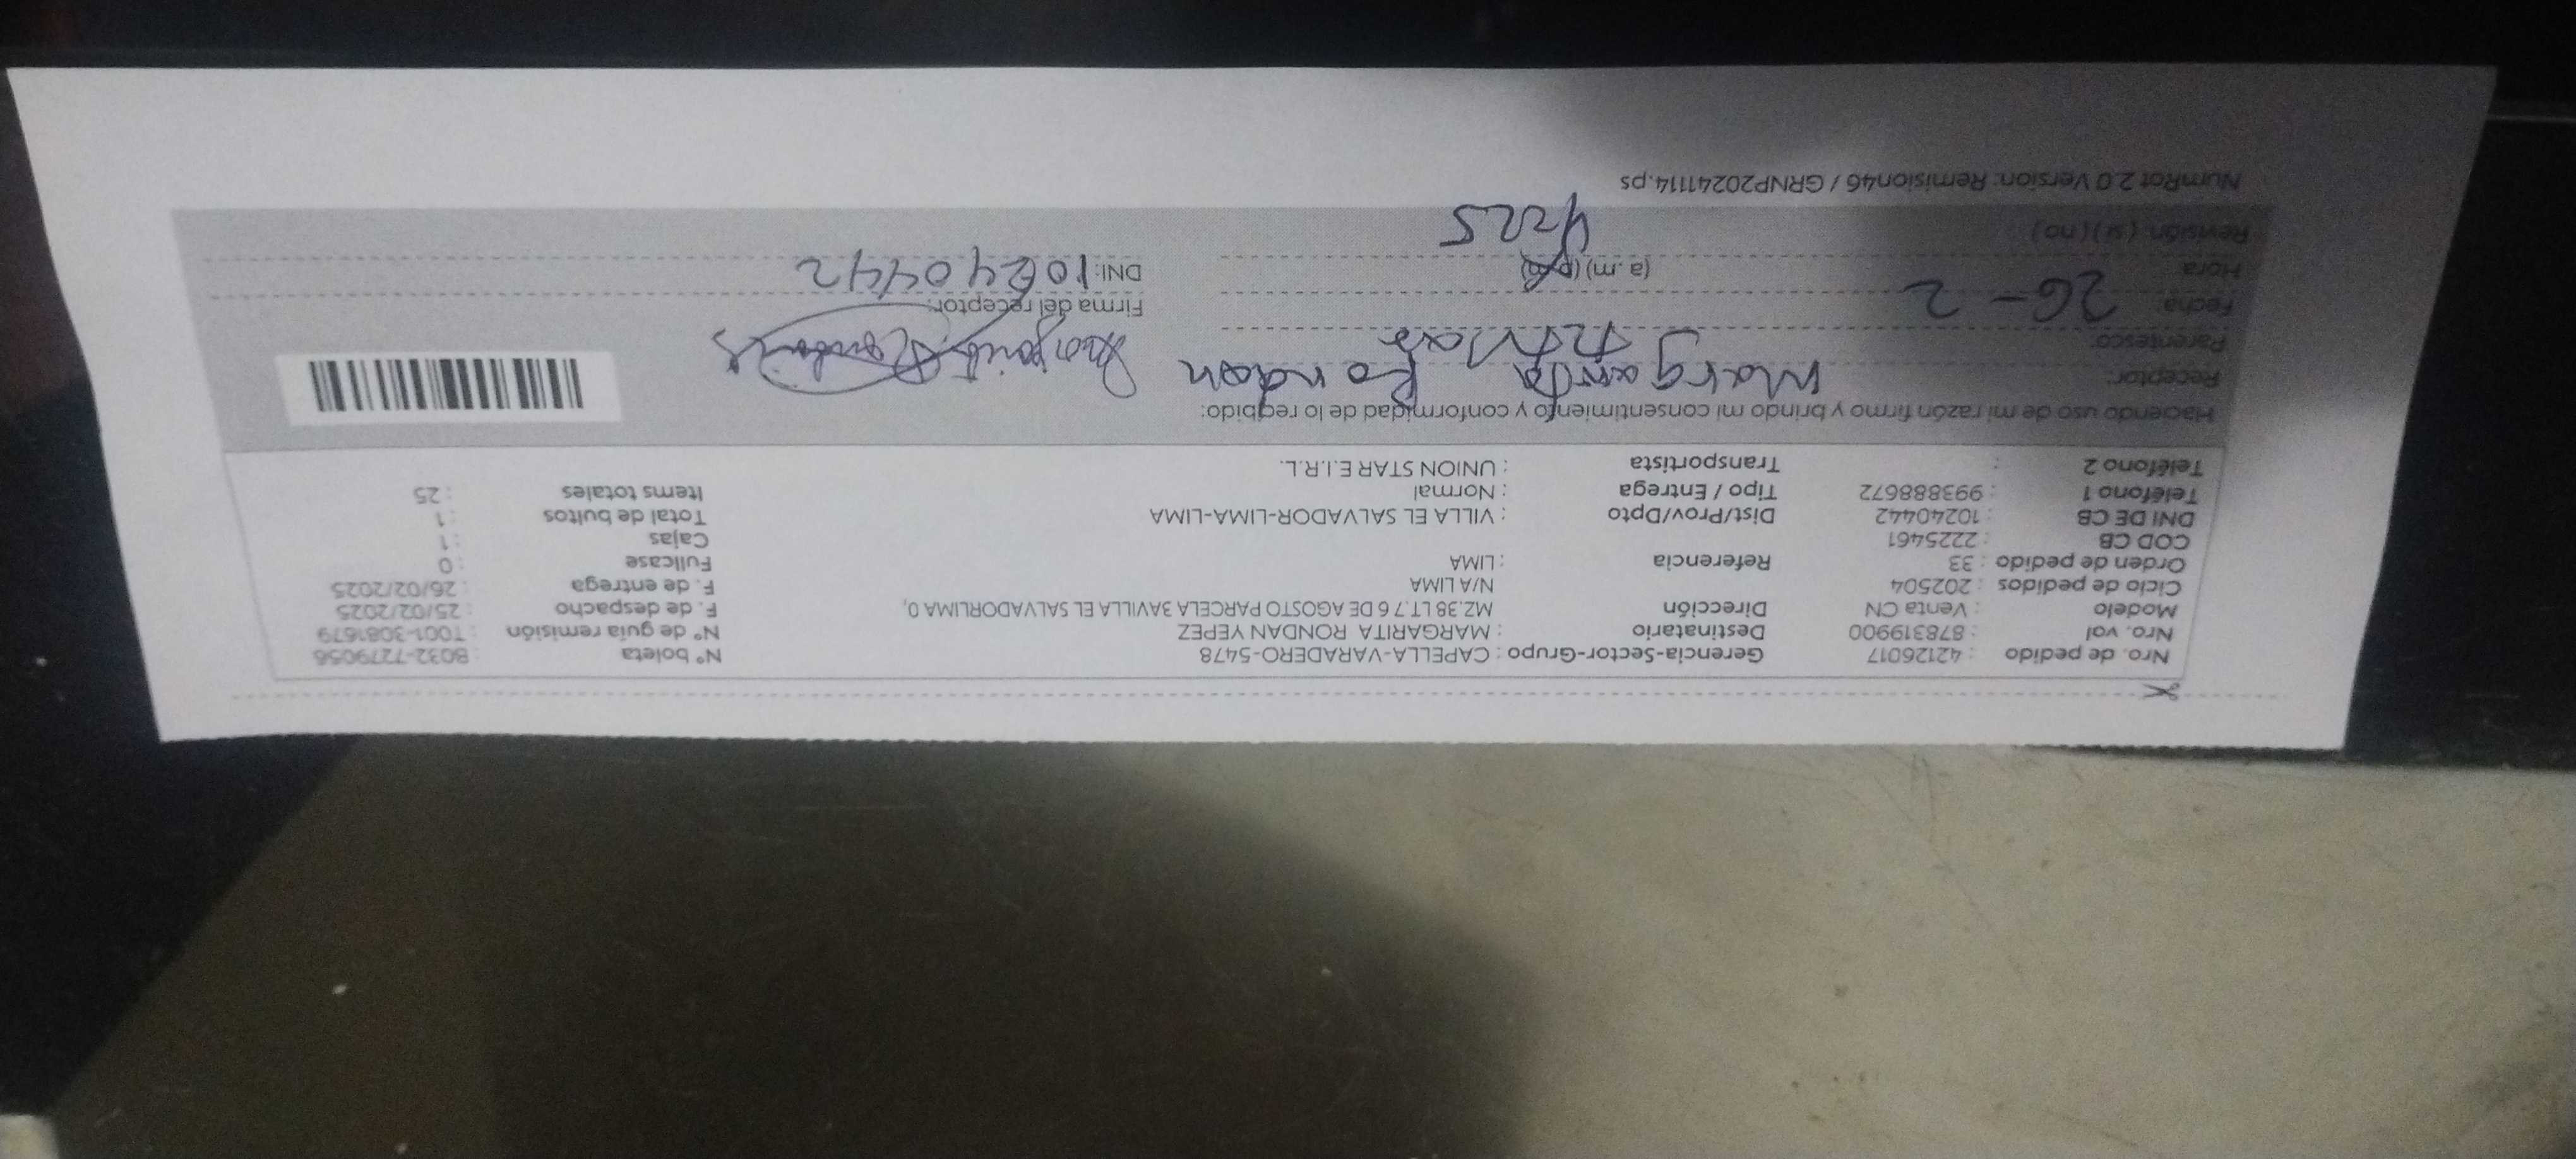 Nro. de pedido : 42126017 Gerencia-Sector-Grupo : CAPELLA-VARADERO-5478 N° boleta : B032-7279056
Nro. val : 878319900 Destinatario : MARGARITA RONDAN YEPEZ N° de guía remisión : T001-3081679
Modelo : Venta CN Dirección MZ.38 LT.7 6 DE AGOSTO PARCELA 3AVILLA EL SALVADORLIMA 0, F. de despacho : 25/02/2025
Ciclo de pedidos : 202504 N/A LIMA F. de entrega : 26/02/2025
Orden de pedido : 33 Referencia : LIMA Fullcase : 0
COD CB : 2225461 Cajas : 1
DNI DE CB : 10240442 Dist/Prov/Dpto : VILLA EL SALVADOR-LIMA-LIMA Total de bultos : 1
Teléfono 1 : 993888672 Tipo / Entrega : Normal Items totales : 25
Teléfono 2 : Transportista : UNION STAR E.I.R.L.
Haciendo uso de mi razón firmo y brindo mi consentimiento y conformidad de lo recibido:
Receptor: Margarita Rondan
Parentesco:
Fecha: 26-2 Firma del receptor:
Hora (a.m) (p.m) DNI: 10240442
Revisión: (si) (no) 4225
NumRot 2.0 Version: Remision46 / GRNP20241114.ps